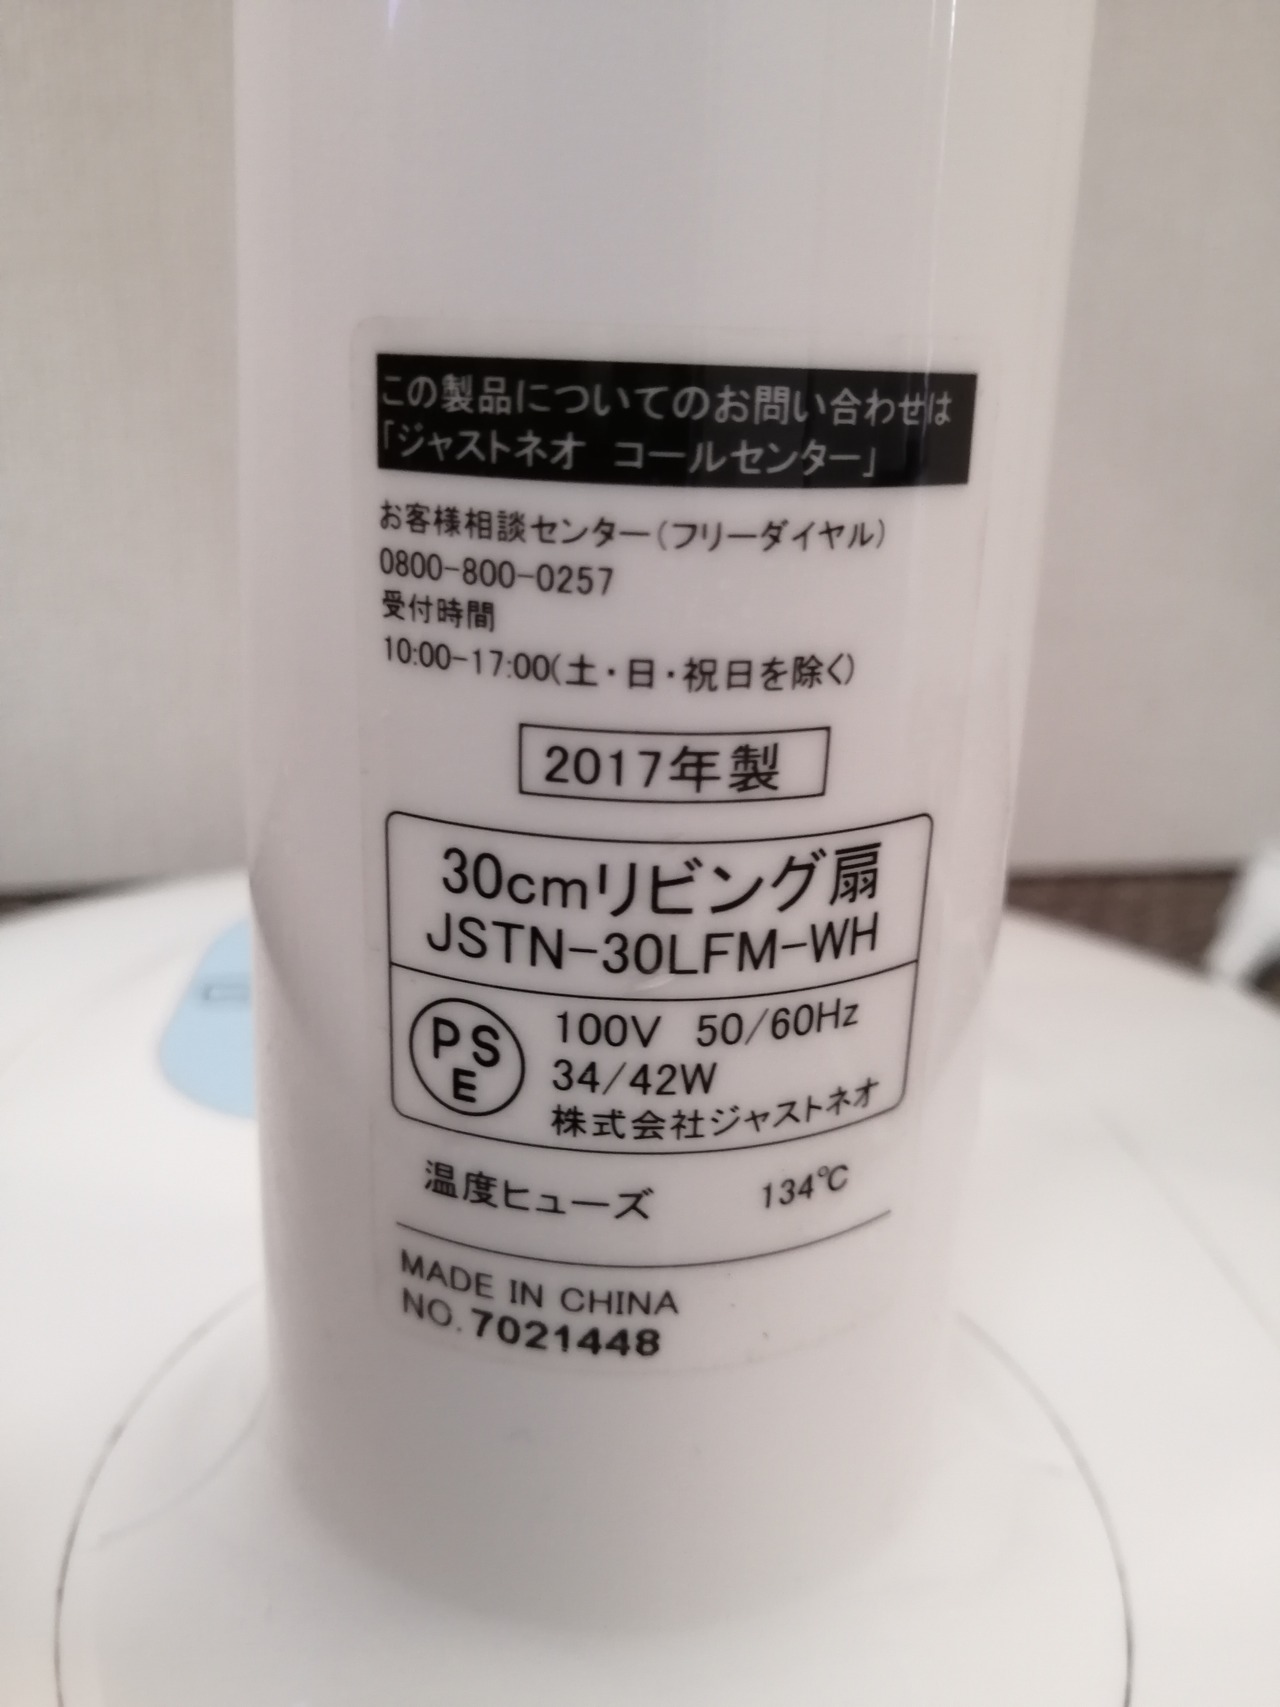 この製品についてのお問い合わせは
「ジャストネオ コールセンター」
お客様相談センター(フリーダイヤル)
0800-800-0257
受付時間
10:00-17:00(土・日・祝日を除く)
2017年製
30cmリビング扇
JSTN-30LFM-WH
PS
E
100V 50/60Hz
34/42W
株式会社ジャストネオ
温度ヒューズ 134℃
MADE IN CHINA
NO. 7021448